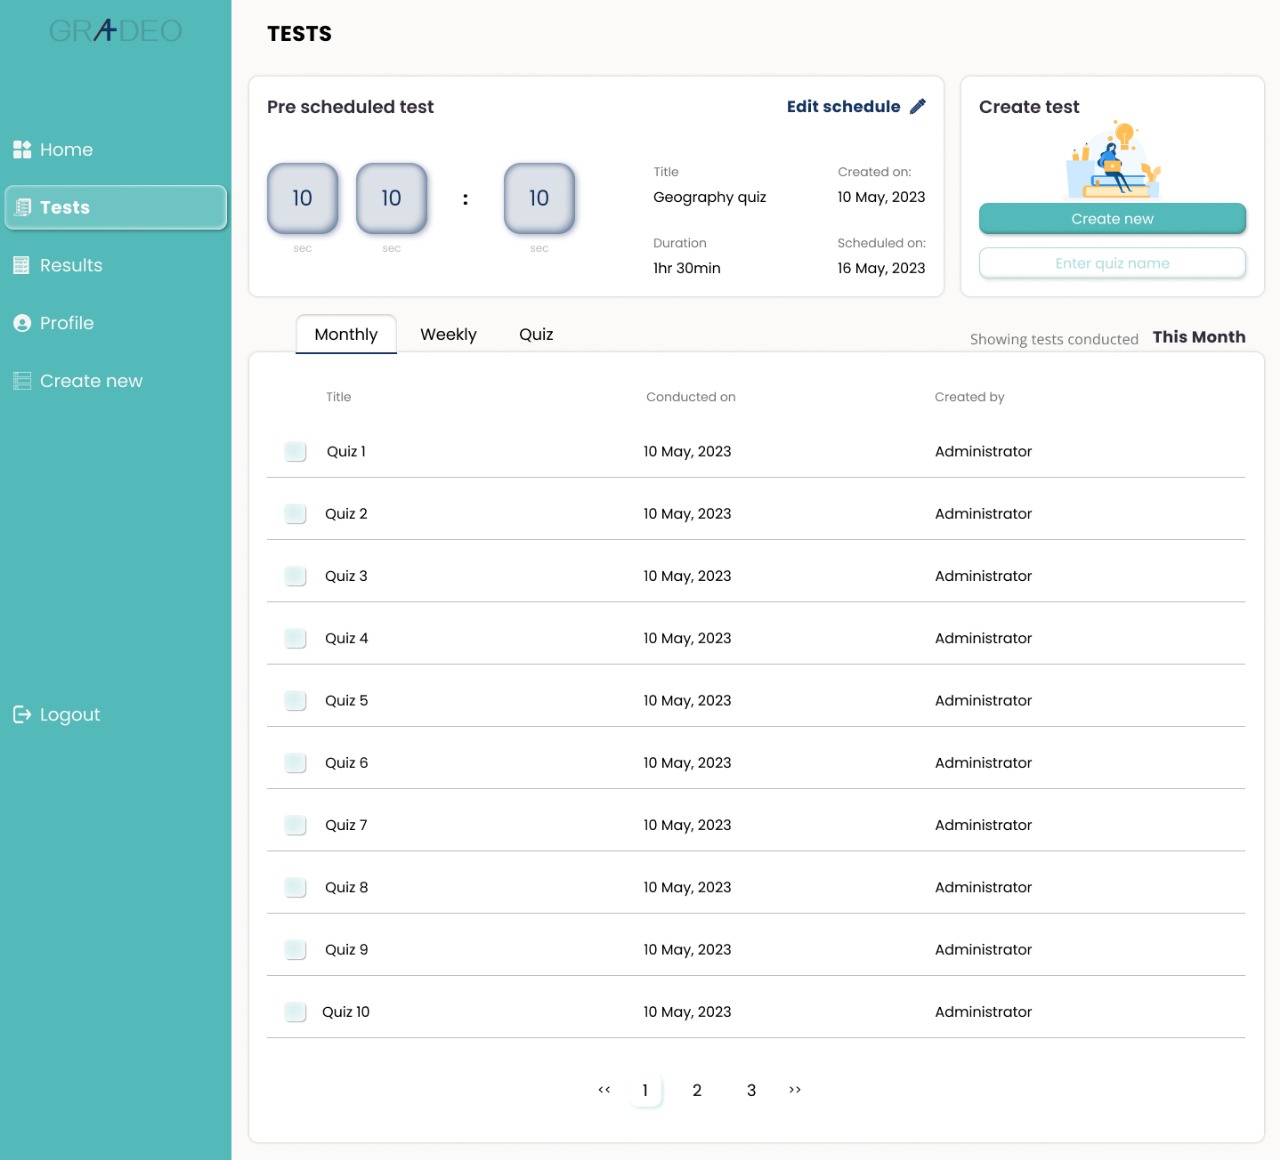 GRADEO
Home
Tests
Results
Profile
Create new
Logout
TESTS
Pre scheduled test
Edit schedule
10
10
:
10
sec
sec
sec
Title
Created on:
Geography quiz
10 May, 2023
Duration
Scheduled on:
1hr 30min
16 May, 2023
Create test
Create new
Enter quiz name
Monthly
Weekly
Quiz
Showing tests conducted This Month
Title Conducted on Created by
Quiz 1 10 May, 2023 Administrator
Quiz 2 10 May, 2023 Administrator
Quiz 3 10 May, 2023 Administrator
Quiz 4 10 May, 2023 Administrator
Quiz 5 10 May, 2023 Administrator
Quiz 6 10 May, 2023 Administrator
Quiz 7 10 May, 2023 Administrator
Quiz 8 10 May, 2023 Administrator
Quiz 9 10 May, 2023 Administrator
Quiz 10 10 May, 2023 Administrator
<< 1 2 3 >>